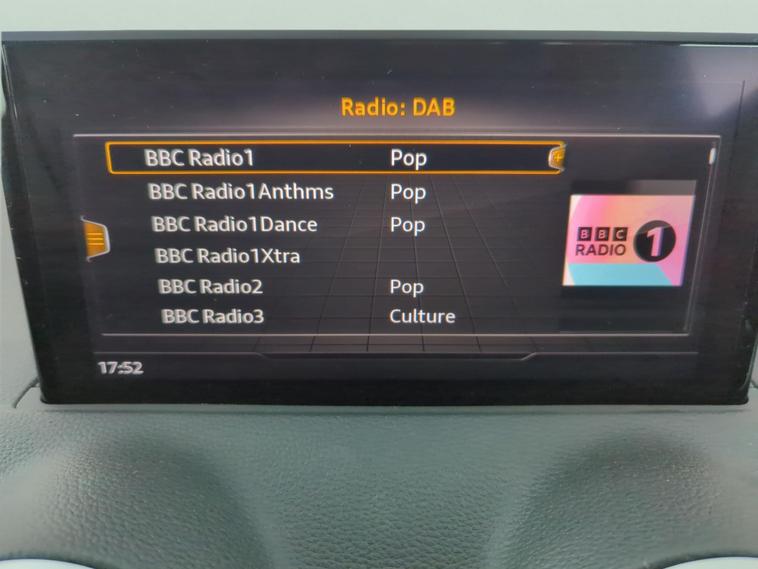 Radio: DAB
BBC Radio1 Pop
BBC Radio1Anthms Pop
BBC Radio1Dance Pop
BBC Radio1Xtra
BBC Radio2 Pop
BBC Radio3 Culture
BBC
RADIO 1
17:52